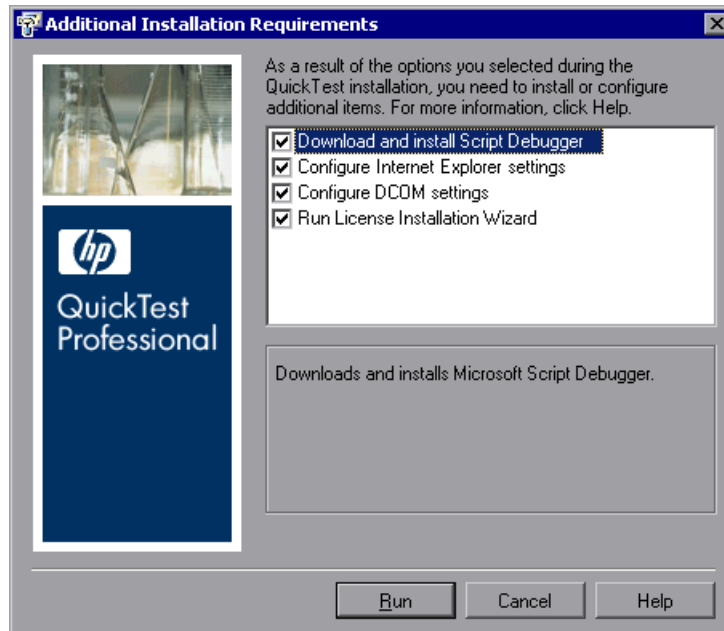 Additional Installation Requirements
As a result of the options you selected during the
QuickTest installation, you need to install or configure
additional items. For more information, click Help.
Download and install Script Debugger
Configure Internet Explorer settings
Configure DCOM settings
Run License Installation Wizard
hp
QuickTest
Professional
Downloads and installs Microsoft Script Debugger.
Run
Cancel
Help